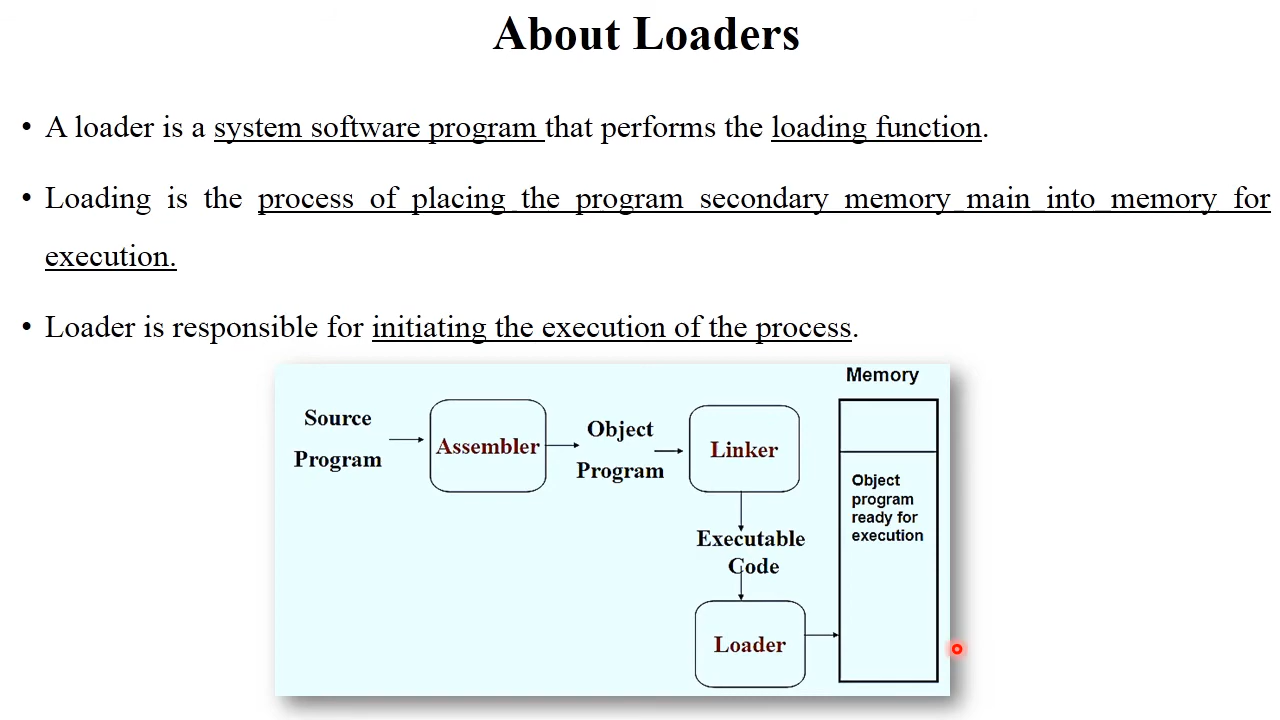 About Loaders
• A loader is a system software program that performs the loading function.
• Loading is the process of placing the program secondary memory main into memory for
execution.
• Loader is responsible for initiating the execution of the process.
Memory
Source
Program
Assembler
Object
Program
Linker
Executable
Code
Loader
Object
program
ready for
execution